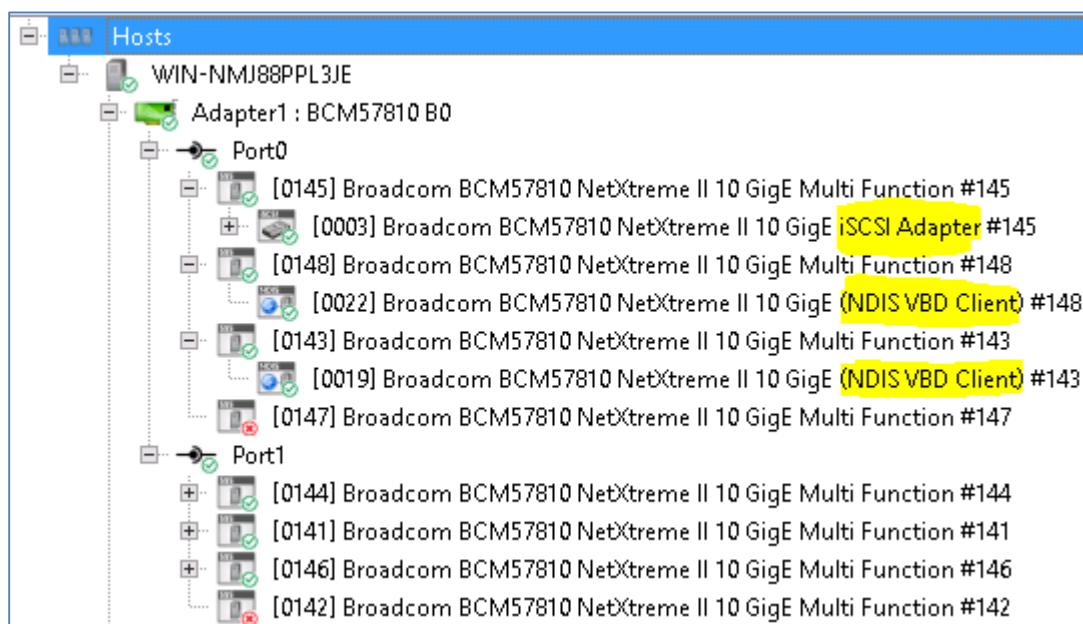 Hosts
WIN-NMJ88PPL3JE
Adapter1 : BCM57810 B0
Port0
[0145] Broadcom BCM57810 NetXtreme II 10 GigE Multi Function #145
[0003] Broadcom BCM57810 NetXtreme II 10 GigE iSCSI Adapter #145
[0148] Broadcom BCM57810 NetXtreme II 10 GigE Multi Function #148
[0022] Broadcom BCM57810 NetXtreme II 10 GigE (NDIS VBD Client) #148
[0143] Broadcom BCM57810 NetXtreme II 10 GigE Multi Function #143
[0019] Broadcom BCM57810 NetXtreme II 10 GigE (NDIS VBD Client) #143
[0147] Broadcom BCM57810 NetXtreme II 10 GigE Multi Function #147
Port1
[0144] Broadcom BCM57810 NetXtreme II 10 GigE Multi Function #144
[0141] Broadcom BCM57810 NetXtreme II 10 GigE Multi Function #141
[0146] Broadcom BCM57810 NetXtreme II 10 GigE Multi Function #146
[0142] Broadcom BCM57810 NetXtreme II 10 GigE Multi Function #142